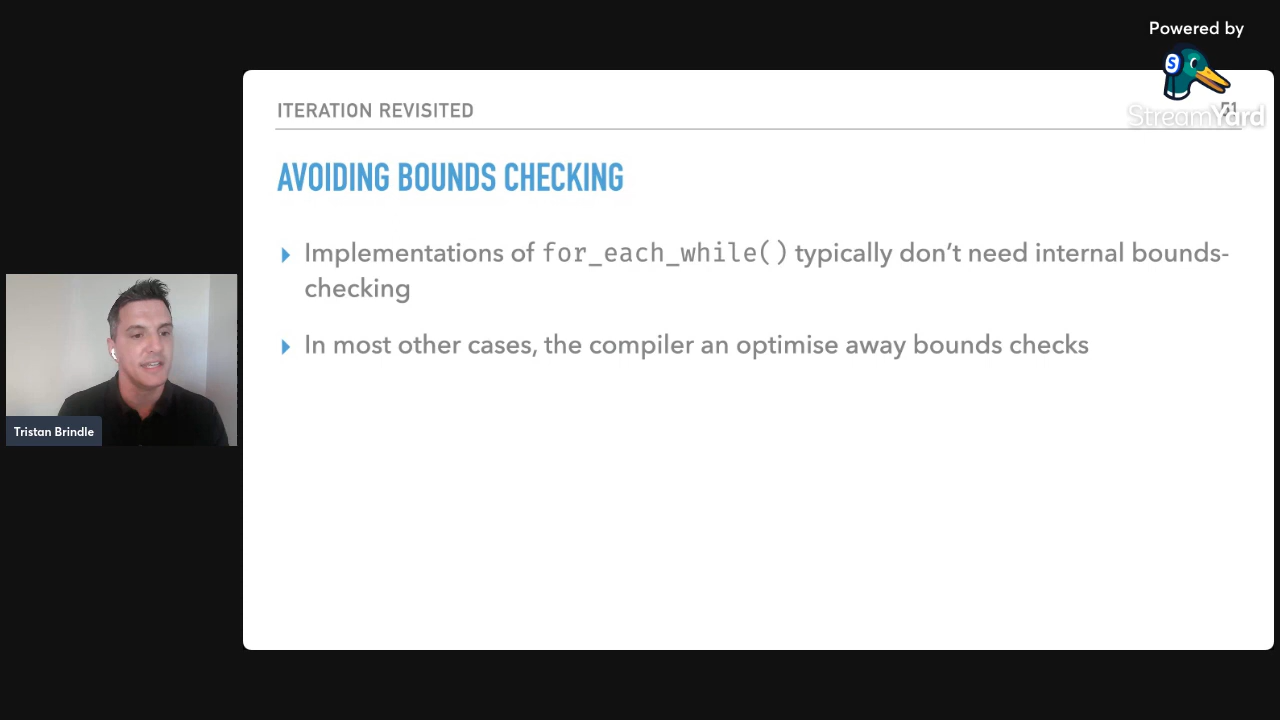 Powered by
StreamYard
ITERATION REVISITED
51
AVOIDING BOUNDS CHECKING
Implementations of for_each_while() typically don’t need internal bounds-
checking
In most other cases, the compiler an optimise away bounds checks
Tristan Brindle
S